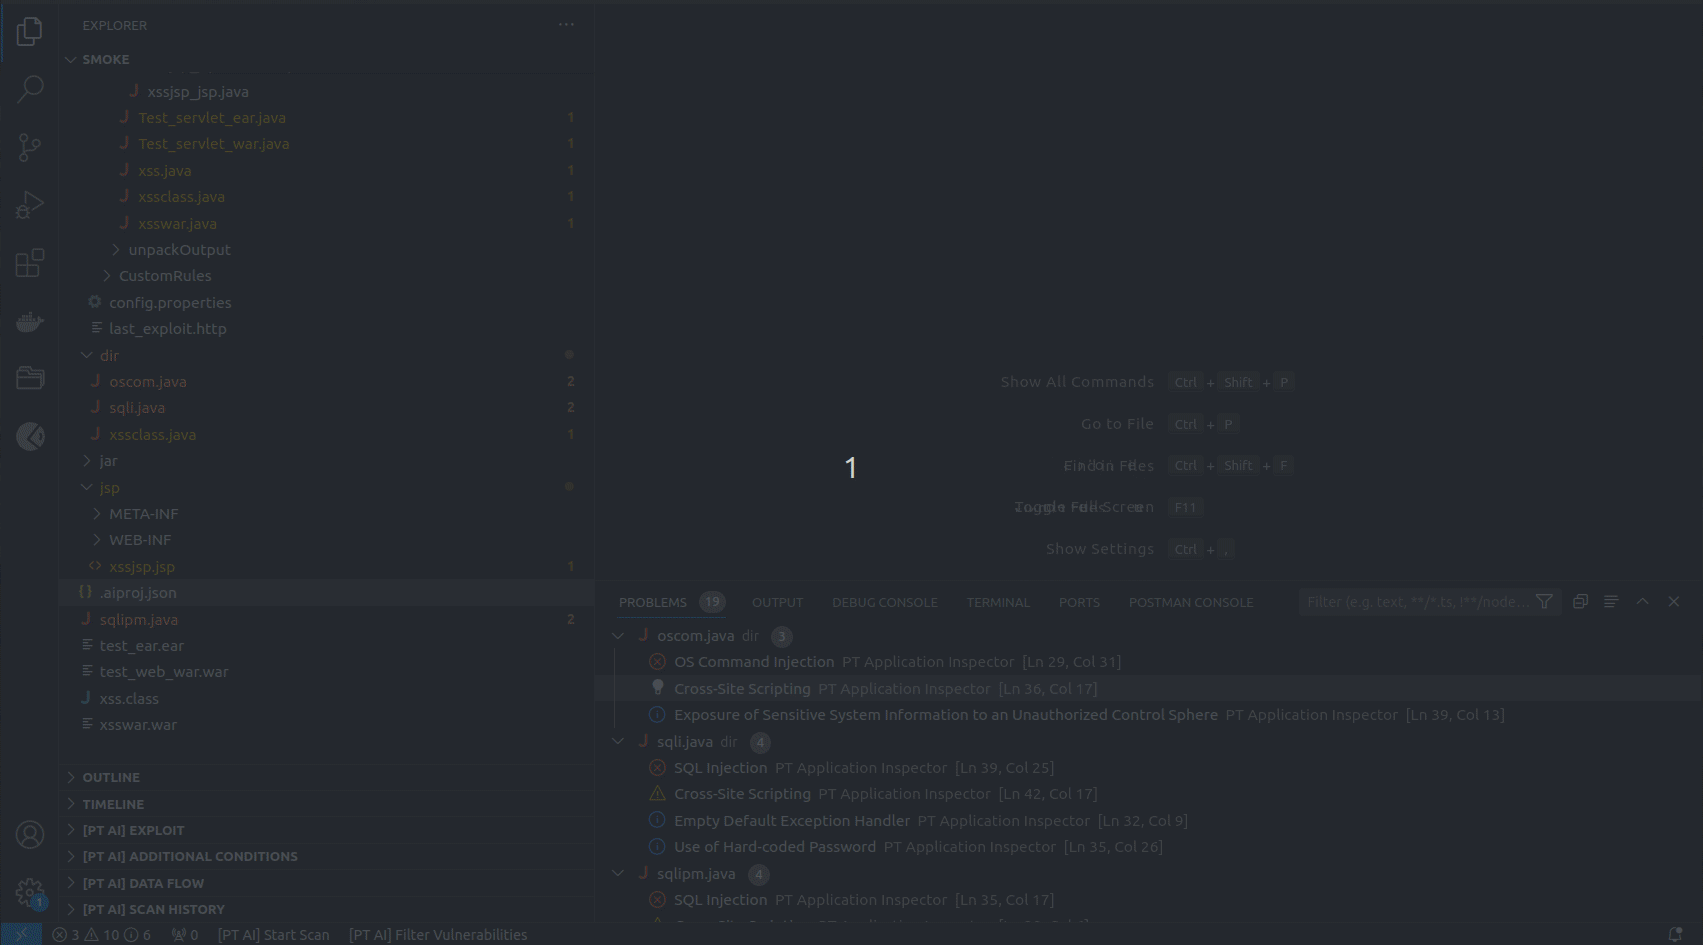 EXPLORER
SMOKE
xssjsp_jsp.java
Test_servlet_ear.java 1
Test_servlet_war.java 1
xss.java 1
xssclass.java 1
xsswar.java 1
unpackOutput
CustomRules
config.properties
last_exploit.http
dir
oscom.java 2
sqli.java 2
xssclass.java 1
jar
jsp
META-INF
WEB-INF
xssjsp.jsp 1
.aiproj.json
sqlipm.java 2
test_ear.ear
test_web_war.war
xss.class
xsswar.war
OUTLINE
TIMELINE
[PT AI] EXPLOIT
[PT AI] ADDITIONAL CONDITIONS
[PT AI] DATA FLOW
[PT AI] SCAN HISTORY
1
Show All Commands Ctrl + Shift + P
Go to File Ctrl + P
Find in Files Ctrl + Shift + F
Toggle Full Screen F11
Show Settings Ctrl + ,
1
PROBLEMS 19 OUTPUT DEBUG CONSOLE TERMINAL PORTS POSTMAN CONSOLE Filter (e.g. text, **/*.ts, !**/node...
oscom.java dir 3
OS Command Injection PT Application Inspector [Ln 29, Col 31]
Cross-Site Scripting PT Application Inspector [Ln 36, Col 17]
Exposure of Sensitive System Information to an Unauthorized Control Sphere PT Application Inspector [Ln 39, Col 13]
sqli.java dir 4
SQL Injection PT Application Inspector [Ln 39, Col 25]
Cross-Site Scripting PT Application Inspector [Ln 42, Col 17]
Empty Default Exception Handler PT Application Inspector [Ln 32, Col 9]
Use of Hard-coded Password PT Application Inspector [Ln 35, Col 26]
sqlipm.java 4
SQL Injection PT Application Inspector [Ln 35, Col 17]
3 10 6 0 [PT AI] Start Scan [PT AI] Filter Vulnerabilities